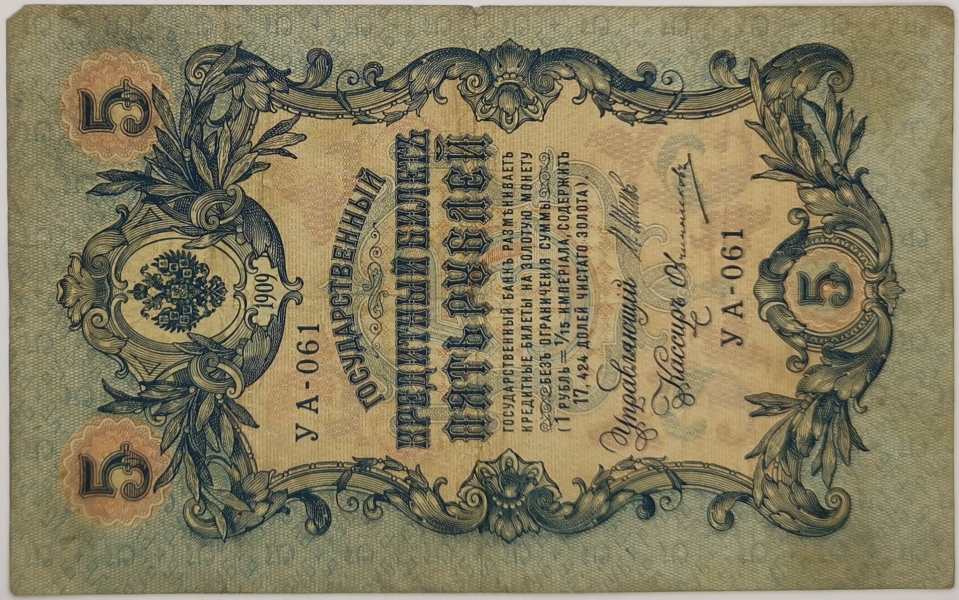 5 5
1909
УА-061
ГОСУДАРСТВЕННЫЙ
КРЕДИТНЫЙ БИЛЕТЪ
ПЯТЬ РУБЛЕЙ
ГОСУДАРСТВЕННЫЙ БАНКЪ РАЗМѢНИВАЕТЪ
КРЕДИТНЫЕ БИЛЕТЫ НА ЗОЛОТУЮ МОНЕТУ
БЕЗЪ ОГРАНИЧЕНІЯ СУММЫ
(1 РУБЛЬ = 1/15 ИМПЕРІАЛА, СОДЕРЖИТЪ
17,424 ДОЛЕЙ ЧИСТАГО ЗОЛОТА).
Управляющій
Кассиръ
УА-061
5